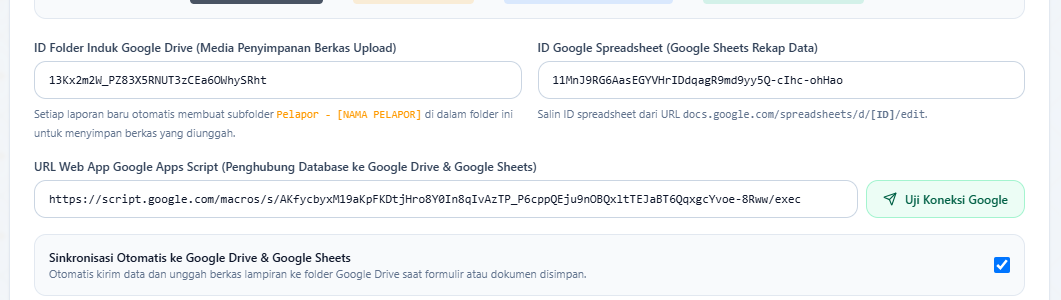 ID Folder Induk Google Drive (Media Penyimpanan Berkas Upload)
13Kx2m2W_PZ83X5RNUT3zCEa6OWhySRht
Setiap laporan baru otomatis membuat subfolder Pelapor - [NAMA PELAPOR] di dalam folder ini
untuk menyimpan berkas yang diunggah.
ID Google Spreadsheet (Google Sheets Rekap Data)
11MnJ9RG6AasEGYVHrIDdqagR9md9yy5Q-cIhc-ohHao
Salin ID spreadsheet dari URL docs.google.com/spreadsheets/d/[ID]/edit.
URL Web App Google Apps Script (Penghubung Database ke Google Drive & Google Sheets)
https://script.google.com/macros/s/AKfycbyxM19aKpFKDtjHro8Y0In8qIvAzTP_P6cppQEju9nOBQxltTEJaBT6QqxgcYvoe-8Rww/exec
Uji Koneksi Google
Sinkronisasi Otomatis ke Google Drive & Google Sheets
Otomatis kirim data dan unggah berkas lampiran ke folder Google Drive saat formulir atau dokumen disimpan.